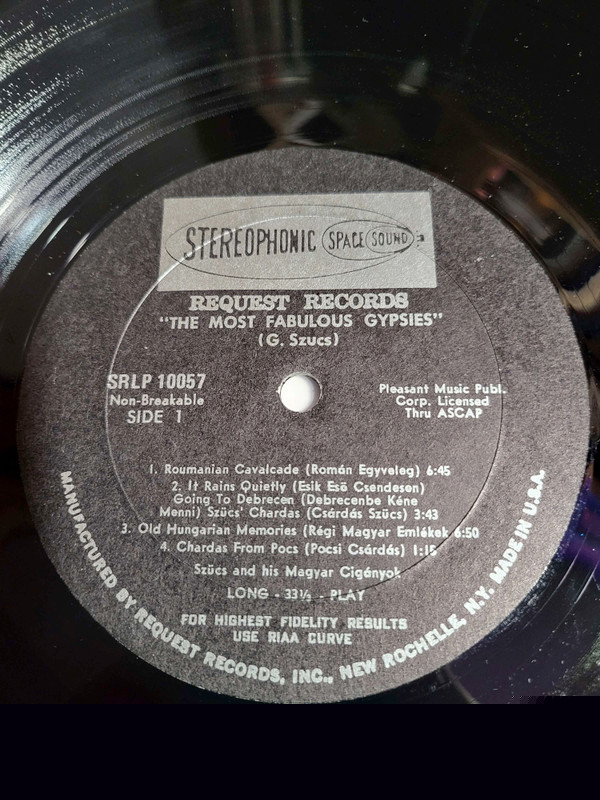 STEREOPHONIC SPACE SOUND
REQUEST RECORDS
"THE MOST FABULOUS GYPSIES"
(G. Szucs)
SRLP 10057
Non-Breakable
SIDE 1
Pleasant Music Publ.
Corp. Licensed
Thru ASCAP
1. Roumanian Cavalcade (Román Egyveleg) 6:45
2. It Rains Quietly (Esik Esö Csendesen)
Going To Debrecen (Debrecenbe Kéne
Menni) Szücs' Chardas (Csárdás Szücs) 3:43
3. Old Hungarian Memories (Régi Magyar Emlékek 6:50
4. Chardas From Pocs (Pocsi Csárdás) 1:15
Szücs and his Magyar Cigányok
LONG - 33⅓ - PLAY
FOR HIGHEST FIDELITY RESULTS
USE RIAA CURVE
MANUFACTURED BY REQUEST RECORDS, INC., NEW ROCHELLE, N.Y. MADE IN U.S.A.